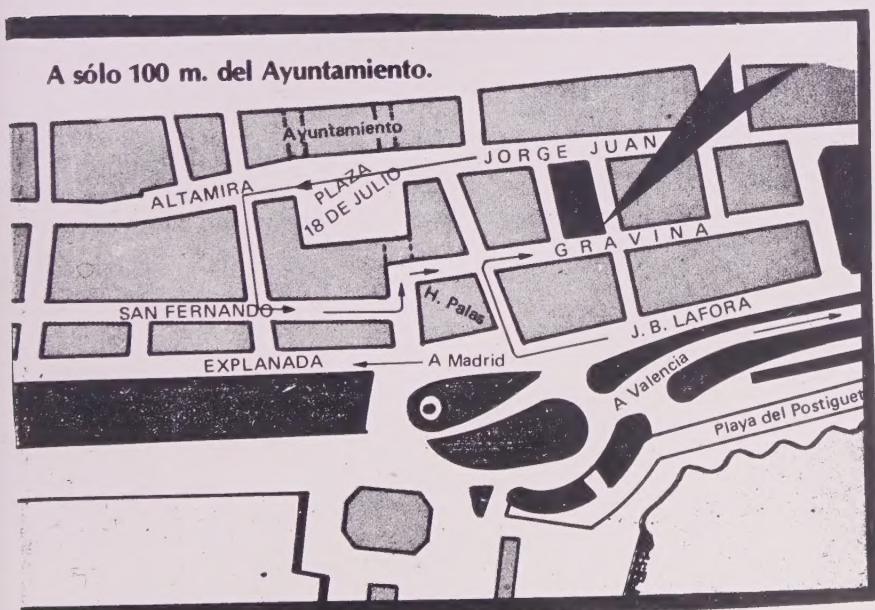 A sólo 100 m. del Ayuntamiento.
Ayuntamiento
JORGE JUAN
ALTAMIRA
PLAZA
18 DE JULIO
GRAVINA
SAN FERNANDO
H. Palas
J. B. LAFORA
EXPLANADA
A Madrid
A Valencia
Playa del Postiguet